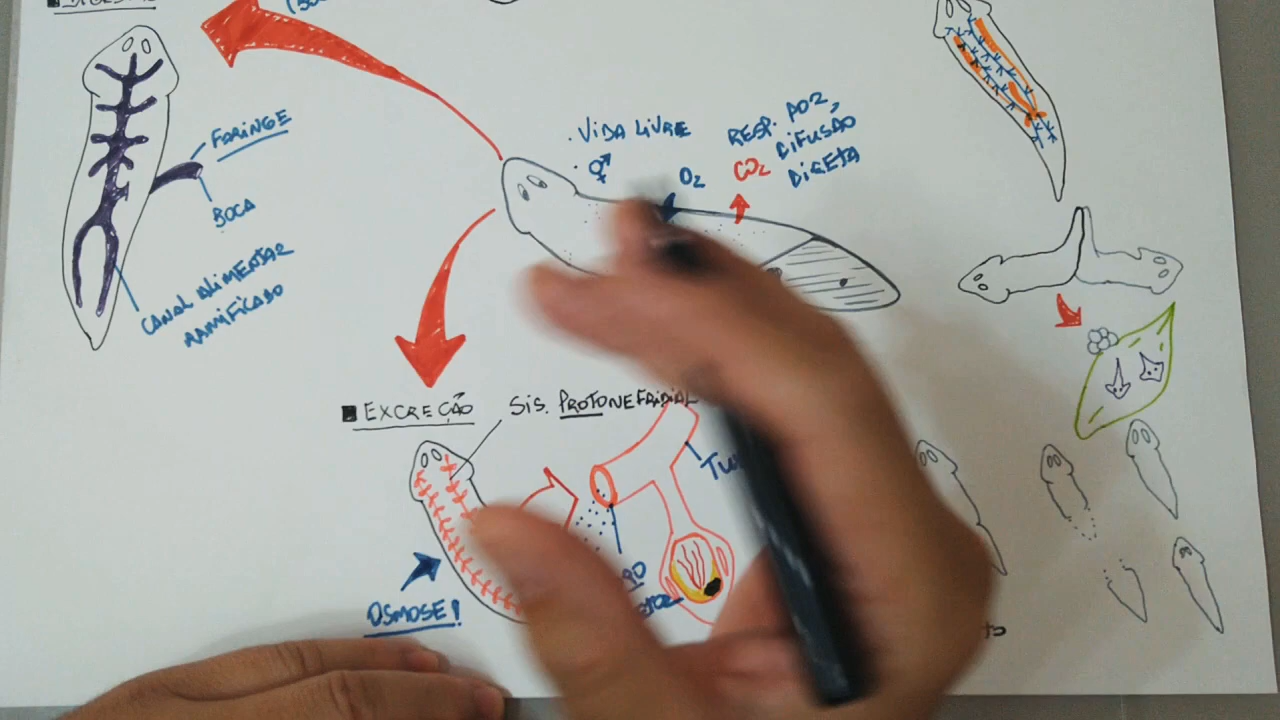 FARINGE
BOCA
CANAL ALIMENTAR
RAMIFICADO
. VIDA LIVRE
. ⚥
O2
RESP. POR
DIFUSÃO
DIRETA
CO2
■ EXCREÇÃO
SIS. PROTONEFRIDIAL
OSMOSE!